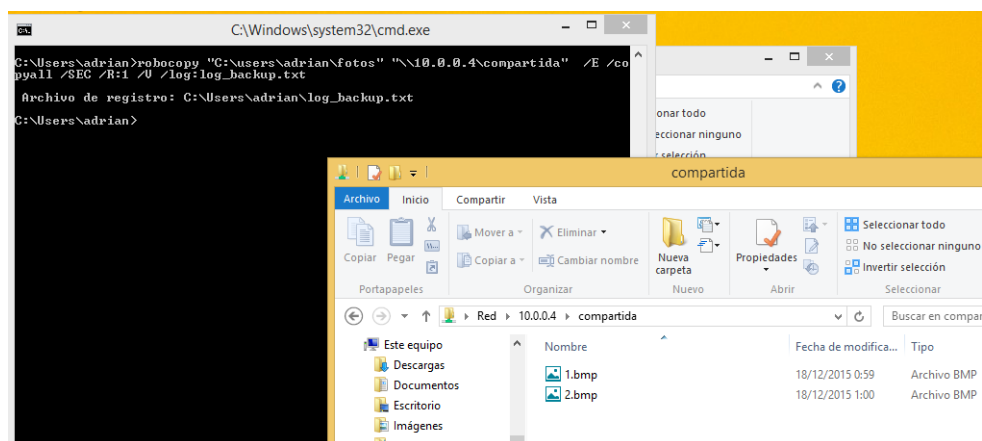 C:\Windows\system32\cmd.exe
C:\Users\adrian>robocopy "C:\users\adrian\fotos" "\\10.0.0.4\compartida" /E /co
pyall /SEC /R:1 /V /log:log_backup.txt
Archivo de registro: C:\Users\adrian\log_backup.txt
C:\Users\adrian>
onar todo
eccionar ninguno
r selección
compartida
Archivo Inicio Compartir Vista
Copiar Pegar
Mover a
Copiar a
Eliminar
Cambiar nombre
Nueva
carpeta
Propiedades
Seleccionar todo
No seleccionar ninguno
Invertir selección
Portapapeles Organizar Nuevo Abrir Seleccionar
Red 10.0.0.4 compartida
Buscar en compar
Este equipo
Descargas
Documentos
Escritorio
Imágenes
Nombre Fecha de modifica... Tipo
1.bmp 18/12/2015 0:59 Archivo BMP
2.bmp 18/12/2015 1:00 Archivo BMP